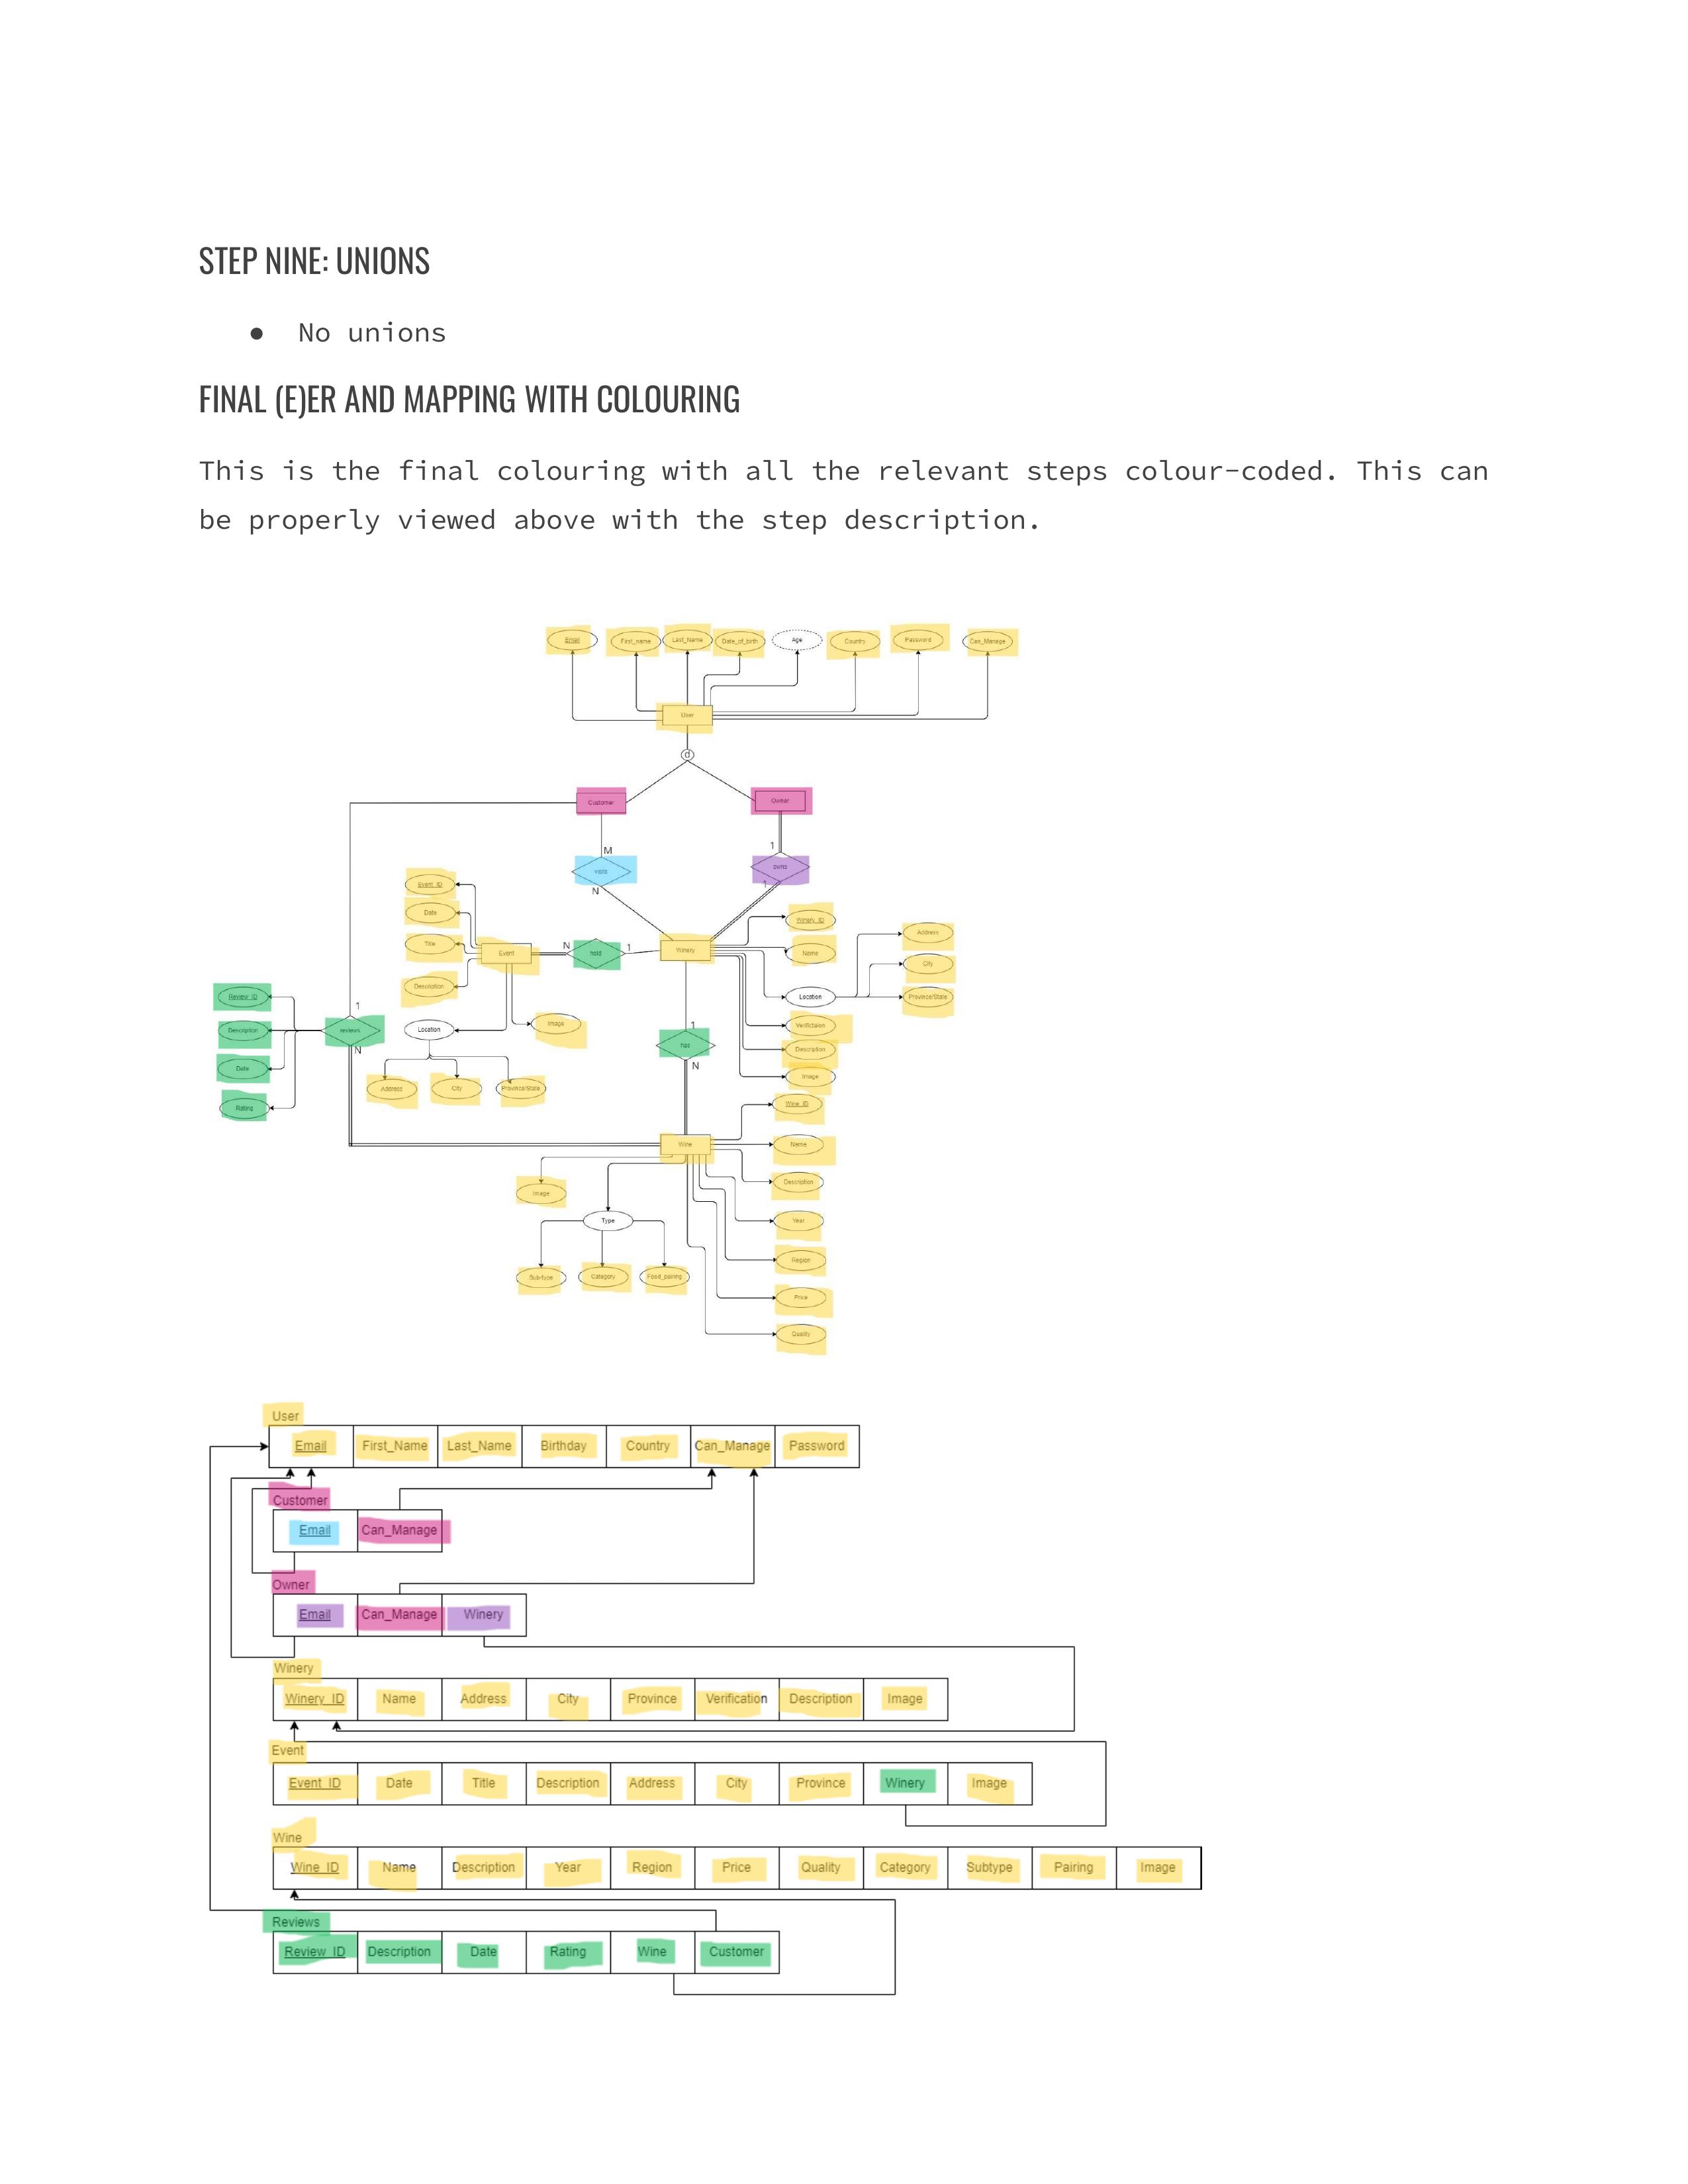 STEP NINE: UNIONS
● No unions
FINAL (E)ER AND MAPPING WITH COLOURING
This is the final colouring with all the relevant steps colour-coded. This can
be properly viewed above with the step description.
Email First_name Last_Name Date_of_birth Age Country Password Can_Manage
User
d
Customer Owner
M 1
visits owns
N 1
Event_ID
Date
Title
Description
Event
N hold 1
Winery
Location
Image
Address City Province/State
Winery_ID
Name
Location
Address
City
Province/State
Verifictaion
Description
Image
Review_ID
Description
Date
Rating
1
reviews
N
1
has
N
Wine
Wine_ID
Name
Description
Year
Region
Price
Quality
Image
Type
Sub-type Category Food_pairing
User
Email First_Name Last_Name Birthday Country Can_Manage Password
Customer
Email Can_Manage
Owner
Email Can_Manage Winery
Winery
Winery_ID Name Address City Province Verification Description Image
Event
Event_ID Date Title Description Address City Province Winery Image
Wine
Wine_ID Name Description Year Region Price Quality Category Subtype Pairing Image
Reviews
Review_ID Description Date Rating Wine Customer